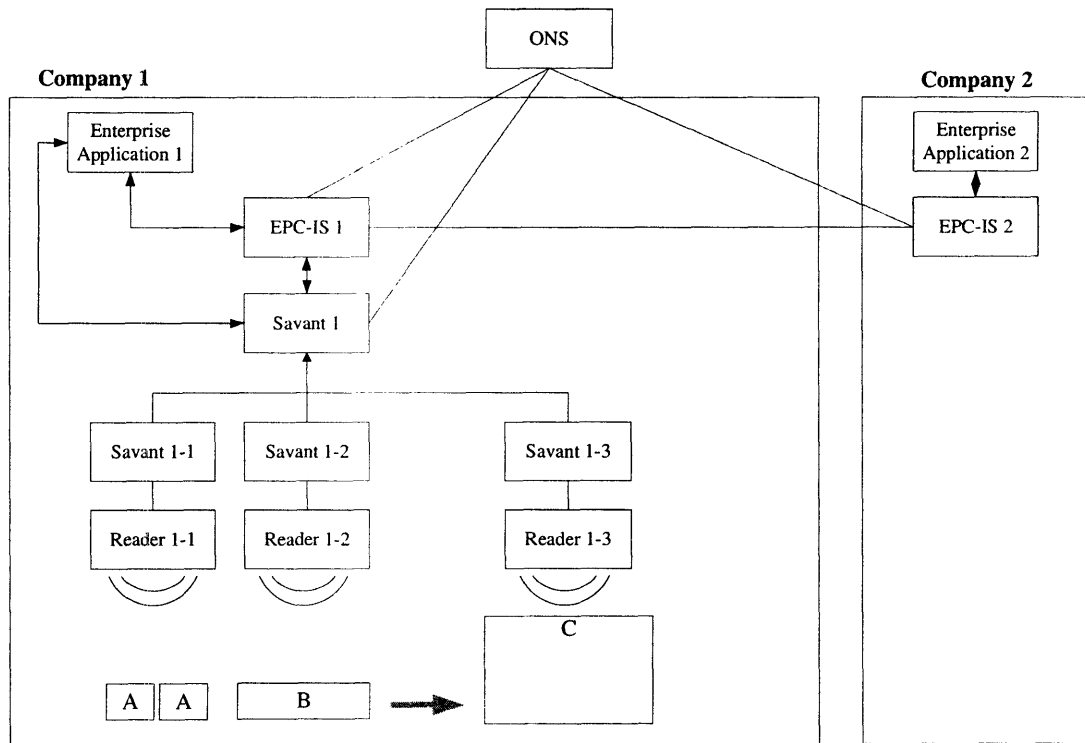 ONS
Company 1
Company 2
Enterprise
Application 1
Enterprise
Application 2
EPC-IS 1
EPC-IS 2
Savant 1
Savant 1-1
Savant 1-2
Savant 1-3
Reader 1-1
Reader 1-2
Reader 1-3
C
A
A
B